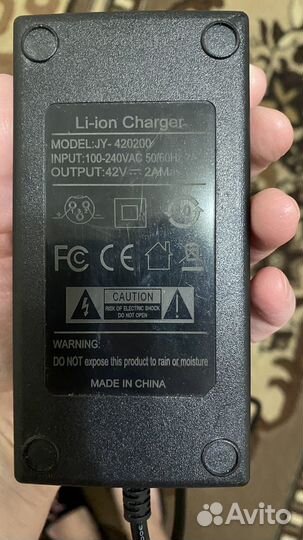 Li-ion Charger
MODEL:JY- 420200
INPUT:100-240VAC 50/60Hz 2A
OUTPUT:42V ⎓ 2AMax
10
FC CE
CAUTION
RISK OF ELECTRIC SHOCK
DO NOT OPEN
WARNING:
DO NOT expose this product to rain or moisture
MADE IN CHINA
Avito